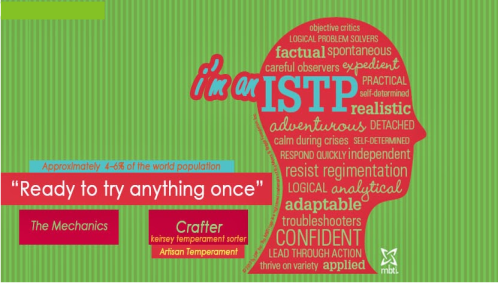 objective critics
LOGICAL PROBLEM SOLVERS
factual spontaneous
careful observers expedient
PRACTICAL
self-determined
i'm an
ISTP
realistic
adventurous DETACHED
calm during crises SELF-DETERMINED
RESPOND QUICKLY independent
resist regimentation
LOGICAL analytical
adaptable
troubleshooters
CONFIDENT
LEAD THROUGH ACTION
thrive on variety applied
mbti
Approximately 4-6% of the world population
“Ready to try anything once”
The Mechanics
Crafter
keirsey temperament sorter
Artisan Temperament